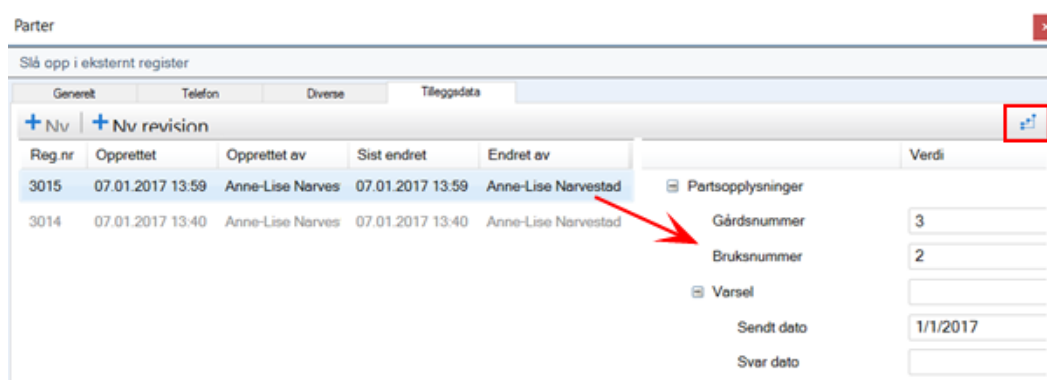 Parter
Slå opp i eksternt register
Generelt Telefon Diverse Tilleggsdata
+ Ny + Ny revision
Reg.nr Opprettet Opprettet av Sist endret Endret av Verdi
3015 07.01.2017 13:59 Anne-Lise Narves 07.01.2017 13:59 Anne-Lise Narvestad Partsopplysninger
3014 07.01.2017 13:40 Anne-Lise Narves 07.01.2017 13:40 Anne-Lise Narvestad Gårdsnummer 3
Bruksnummer 2
Varsel
Sendt dato 1/1/2017
Svar dato